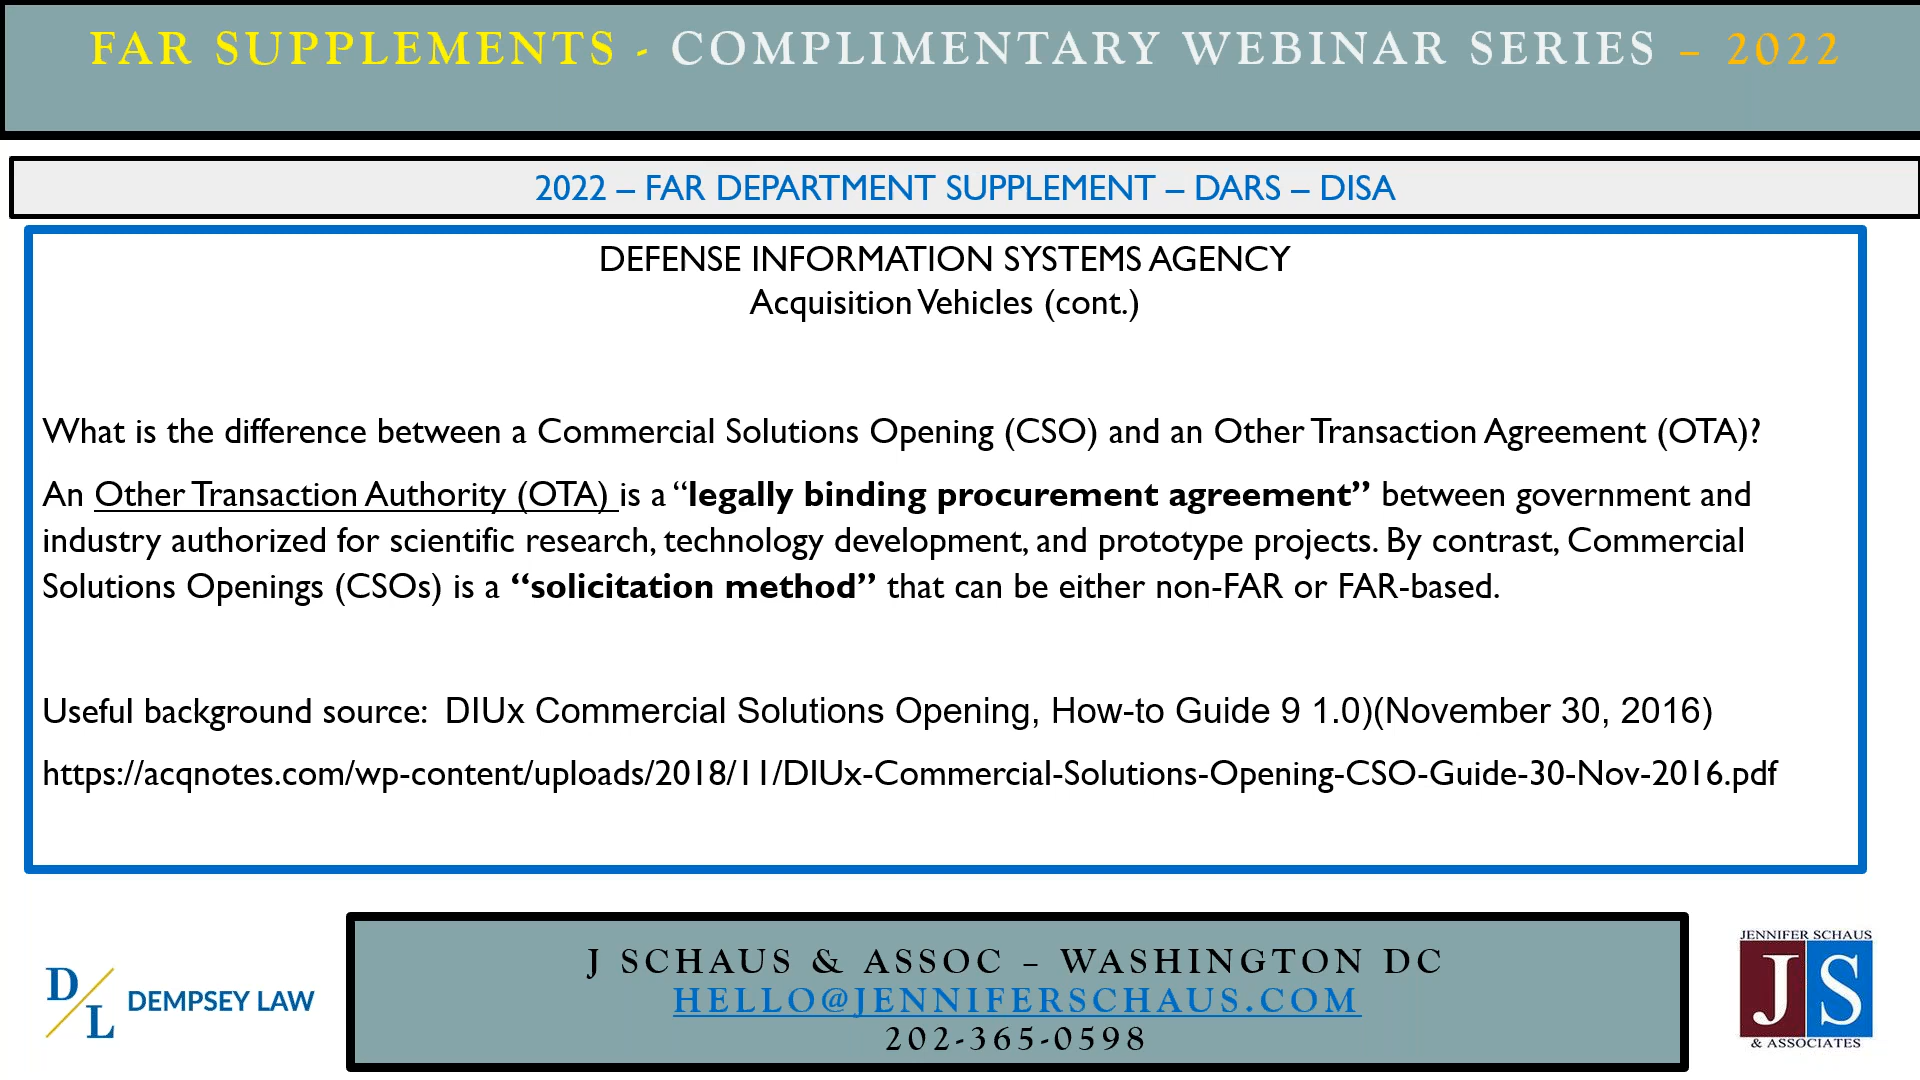 FAR SUPPLEMENTS - COMPLIMENTARY WEBINAR SERIES – 2022
2022 – FAR DEPARTMENT SUPPLEMENT – DARS – DISA
DEFENSE INFORMATION SYSTEMS AGENCY
Acquisition Vehicles (cont.)
What is the difference between a Commercial Solutions Opening (CSO) and an Other Transaction Agreement (OTA)?
An Other Transaction Authority (OTA) is a “legally binding procurement agreement” between government and
industry authorized for scientific research, technology development, and prototype projects. By contrast, Commercial
Solutions Openings (CSOs) is a “solicitation method” that can be either non-FAR or FAR-based.
Useful background source: DIUx Commercial Solutions Opening, How-to Guide 9 1.0)(November 30, 2016)
https://acqnotes.com/wp-content/uploads/2018/11/DIUx-Commercial-Solutions-Opening-CSO-Guide-30-Nov-2016.pdf
D/L DEMPSEY LAW
J SCHAUS & ASSOC – WASHINGTON DC
HELLO@JENNIFERSCHAUS.COM
202-365-0598
JENNIFER SCHAUS
JS
& ASSOCIATES